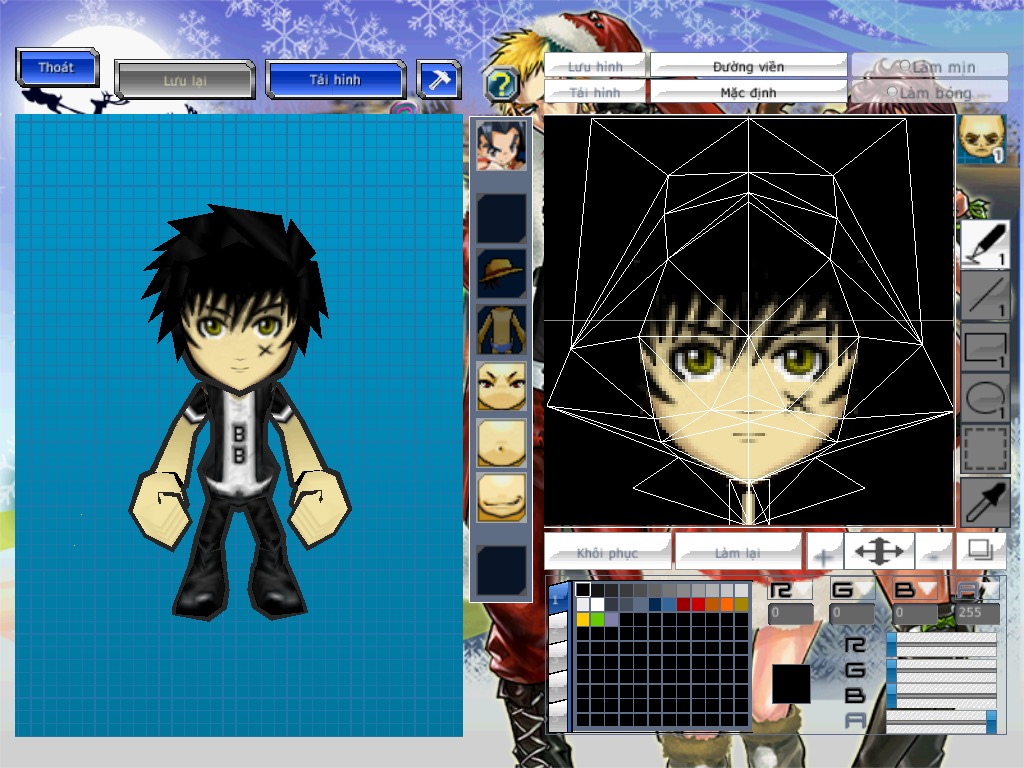 Thoát
Lưu lại
Tải hình
?
Lưu hình
Đường viền
Làm mịn
Tải hình
Mặc định
Làm bóng
1
1
1
1
1
B
B
Khôi phục
Làm lại
+
-
1
R
G
B
A
0
0
0
255
R
G
B
A